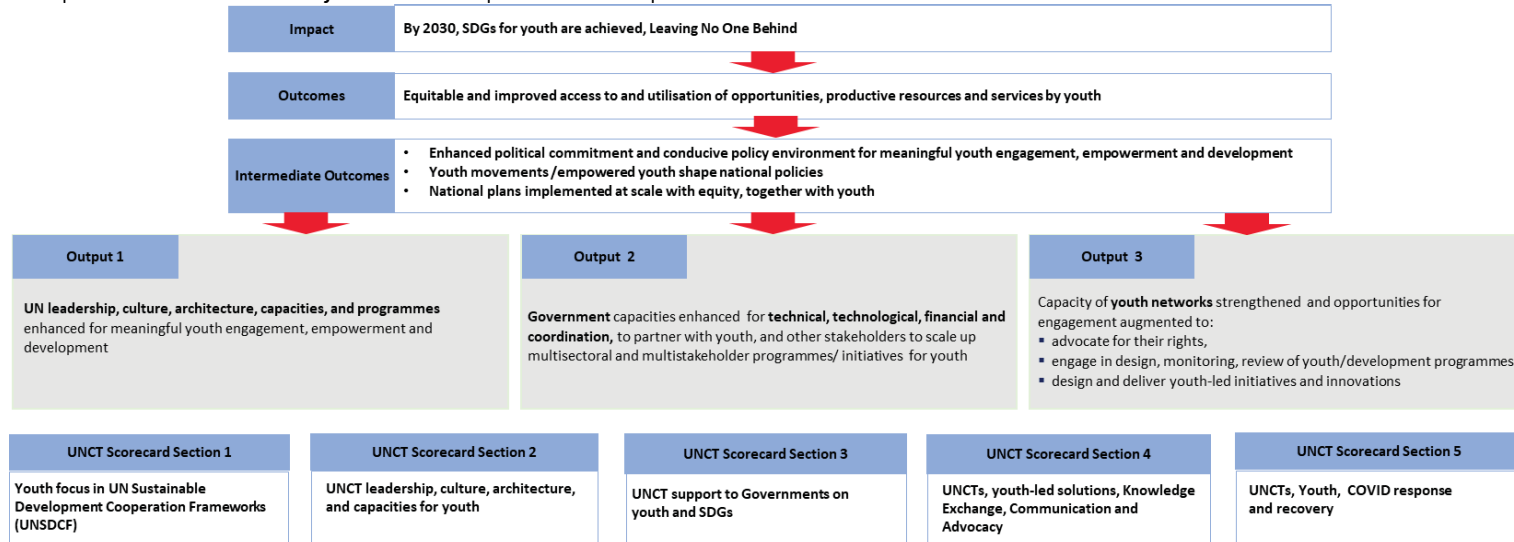 Impact
By 2030, SDGs for youth are achieved, Leaving No One Behind
Outcomes
Equitable and improved access to and utilisation of opportunities, productive resources and services by youth
Intermediate Outcomes
• Enhanced political commitment and conducive policy environment for meaningful youth engagement, empowerment and development
• Youth movements /empowered youth shape national policies
• National plans implemented at scale with equity, together with youth
Output 1
UN leadership, culture, architecture, capacities, and programmes
enhanced for meaningful youth engagement, empowerment and
development
Output 2
Government capacities enhanced for technical, technological, financial and
coordination, to partner with youth, and other stakeholders to scale up
multisectoral and multistakeholder programmes/ initiatives for youth
Output 3
Capacity of youth networks strengthened and opportunities for
engagement augmented to:
▪ advocate for their rights,
▪ engage in design, monitoring, review of youth/development programmes
▪ design and deliver youth-led initiatives and innovations
UNCT Scorecard Section 1
Youth focus in UN Sustainable
Development Cooperation Frameworks
(UNSDCF)
UNCT Scorecard Section 2
UNCT leadership, culture, architecture,
and capacities for youth
UNCT Scorecard Section 3
UNCT support to Governments on
youth and SDGs
UNCT Scorecard Section 4
UNCTs, youth-led solutions, Knowledge
Exchange, Communication and
Advocacy
UNCT Scorecard Section 5
UNCTs, Youth, COVID response
and recovery